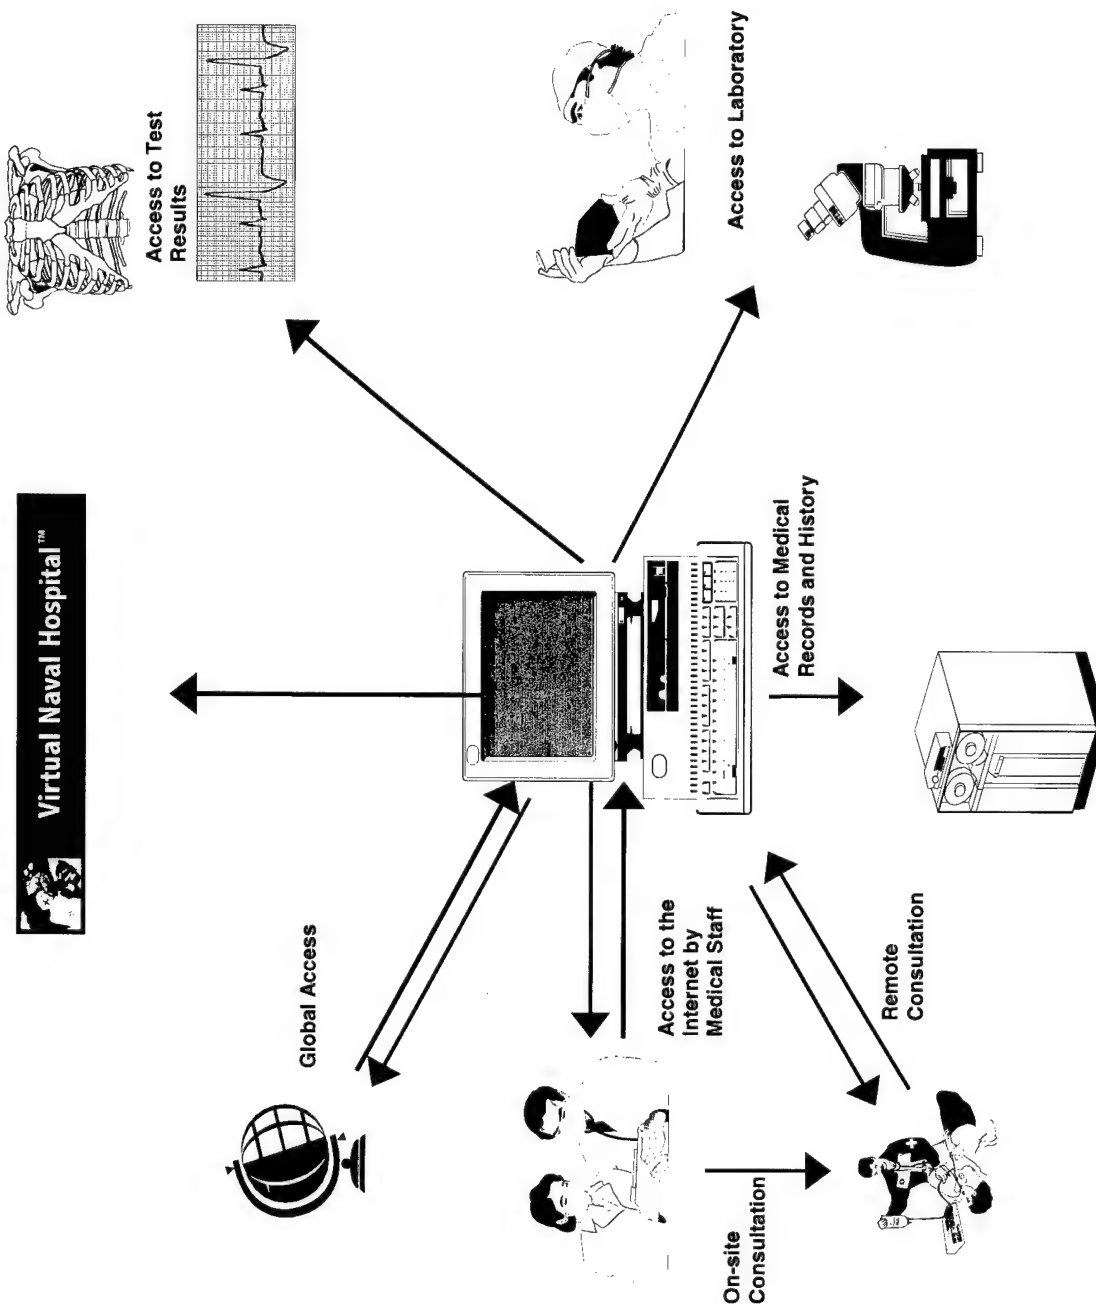 Virtual Naval Hospital™
Global Access
Access to Test
Results
Access to the
Internet by
Medical Staff
On-site
Consultation
Remote
Consultation
Access to Medical
Records and History
Access to Laboratory